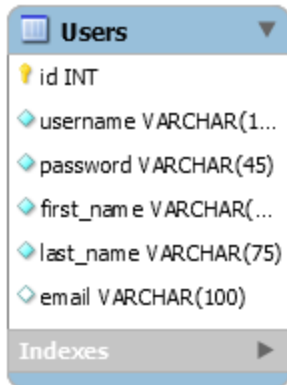 Users
id INT
username VARCHAR(1...
password VARCHAR(45)
first_name VARCHAR(...
last_name VARCHAR(75)
email VARCHAR(100)
Indexes